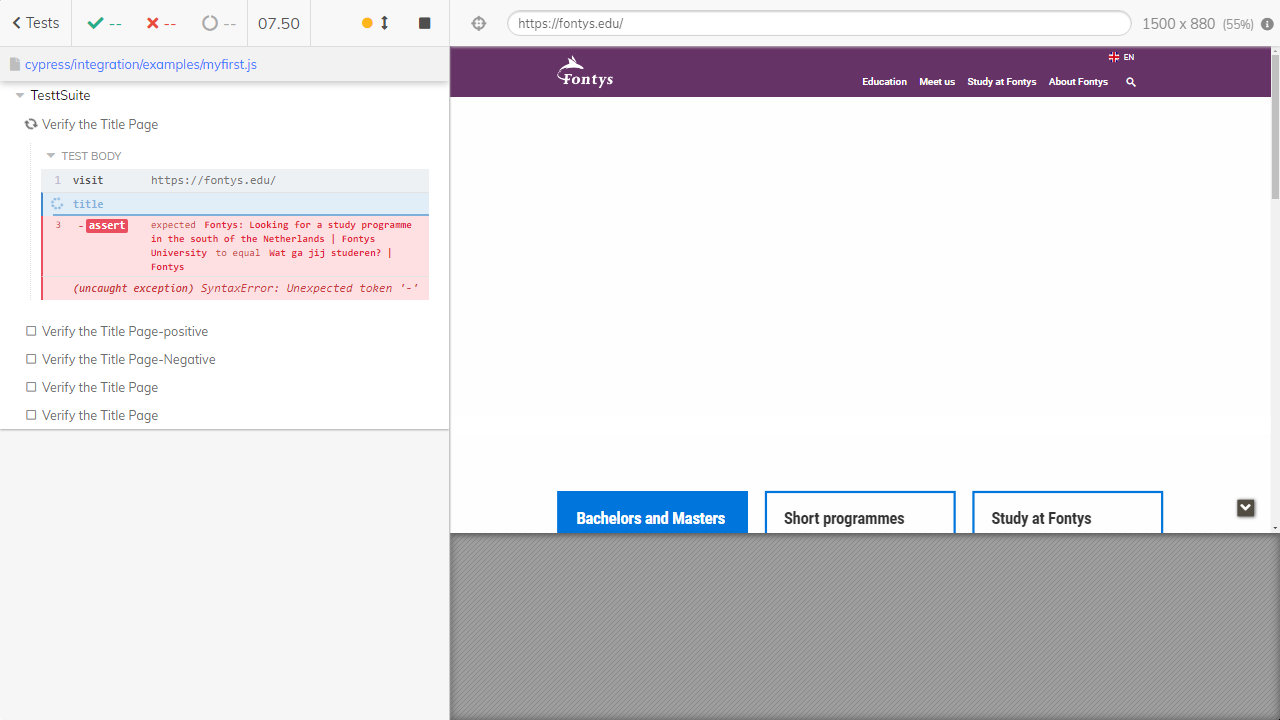 Tests
--
--
--
07.50
https://fontys.edu/
1500 x 880 (55%)
cypress/integration/examples/myfirst.js
TesttSuite
Verify the Title Page
TEST BODY
1 visit https://fontys.edu/
title
3 -assert expected Fontys: Looking for a study programme
in the south of the Netherlands | Fontys
University to equal Wat ga jij studeren? |
Fontys
(uncaught exception) SyntaxError: Unexpected token '-'
Verify the Title Page-positive
Verify the Title Page-Negative
Verify the Title Page
Verify the Title Page
EN
Fontys
Education Meet us Study at Fontys About Fontys
Bachelors and Masters
Short programmes
Study at Fontys